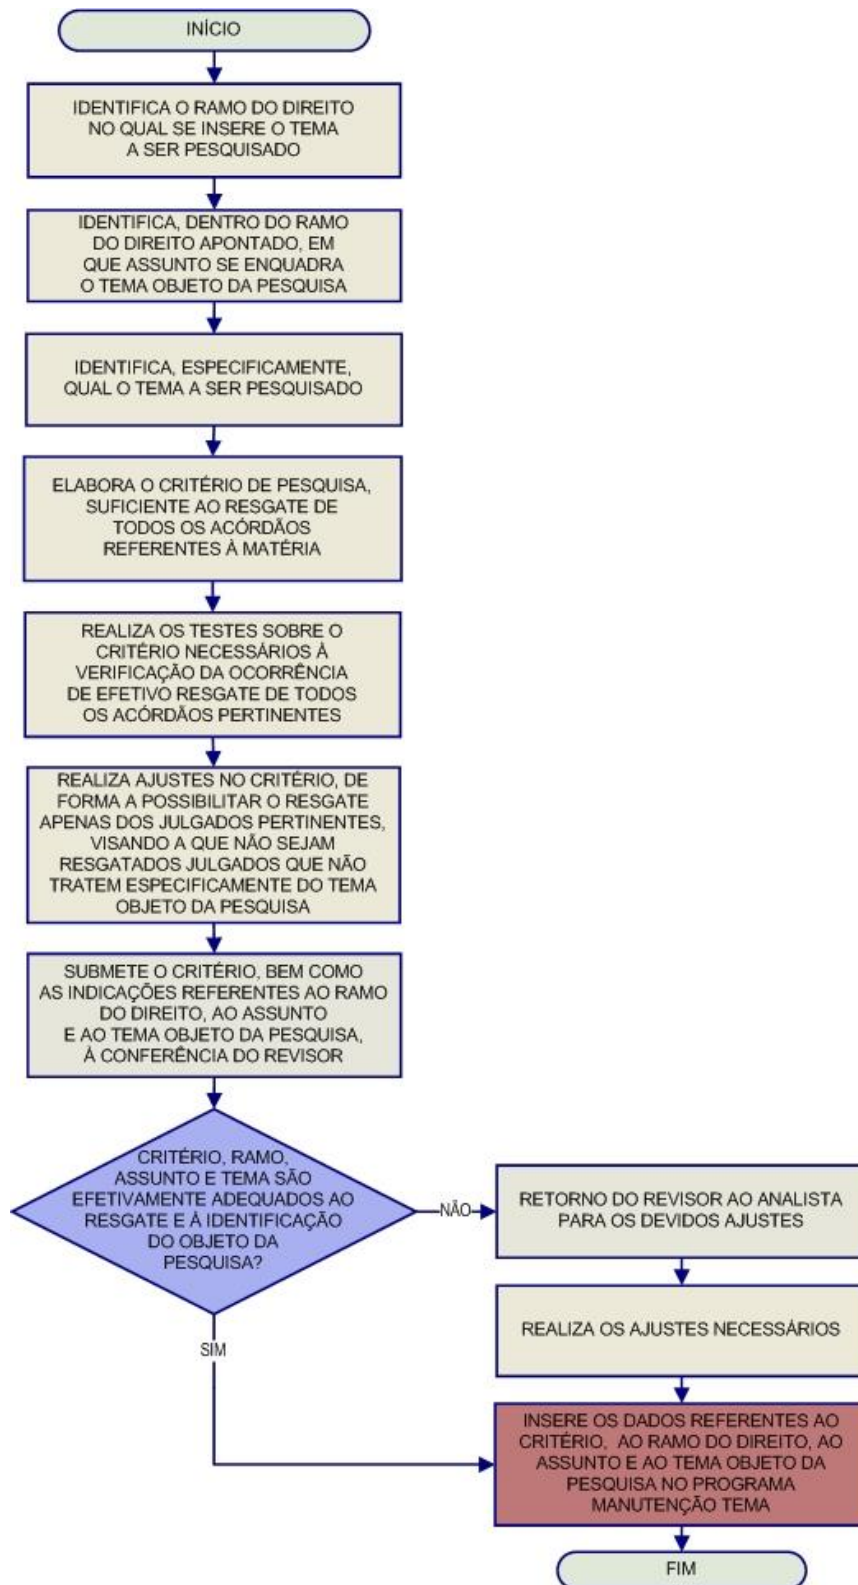 INÍCIO
IDENTIFICA O RAMO DO DIREITO
NO QUAL SE INSERE O TEMA
A SER PESQUISADO
IDENTIFICA, DENTRO DO RAMO
DO DIREITO APONTADO, EM
QUE ASSUNTO SE ENQUADRA
O TEMA OBJETO DA PESQUISA
IDENTIFICA, ESPECIFICAMENTE,
QUAL O TEMA A SER PESQUISADO
ELABORA O CRITÉRIO DE PESQUISA,
SUFICIENTE AO RESGATE DE
TODOS OS ACÓRDÃOS
REFERENTES À MATÉRIA
REALIZA OS TESTES SOBRE O
CRITÉRIO NECESSÁRIOS À
VERIFICAÇÃO DA OCORRÊNCIA
DE EFETIVO RESGATE DE TODOS
OS ACÓRDÃOS PERTINENTES
REALIZA AJUSTES NO CRITÉRIO, DE
FORMA A POSSIBILITAR O RESGATE
APENAS DOS JULGADOS PERTINENTES,
VISANDO A QUE NÃO SEJAM
RESGATADOS JULGADOS QUE NÃO
TRATEM ESPECIFICAMENTE DO TEMA
OBJETO DA PESQUISA
SUBMETE O CRITÉRIO, BEM COMO
AS INDICAÇÕES REFERENTES AO RAMO
DO DIREITO, AO ASSUNTO
E AO TEMA OBJETO DA PESQUISA,
À CONFERÊNCIA DO REVISOR
CRITÉRIO, RAMO,
ASSUNTO E TEMA SÃO
EFETIVAMENTE ADEQUADOS AO
RESGATE E À IDENTIFICAÇÃO
DO OBJETO DA
PESQUISA?
NÃO
RETORNO DO REVISOR AO ANALISTA
PARA OS DEVIDOS AJUSTES
REALIZA OS AJUSTES NECESSÁRIOS
SIM
INSERE OS DADOS REFERENTES AO
CRITÉRIO, AO RAMO DO DIREITO, AO
ASSUNTO E AO TEMA OBJETO DA
PESQUISA NO PROGRAMA
MANUTENÇÃO TEMA
FIM